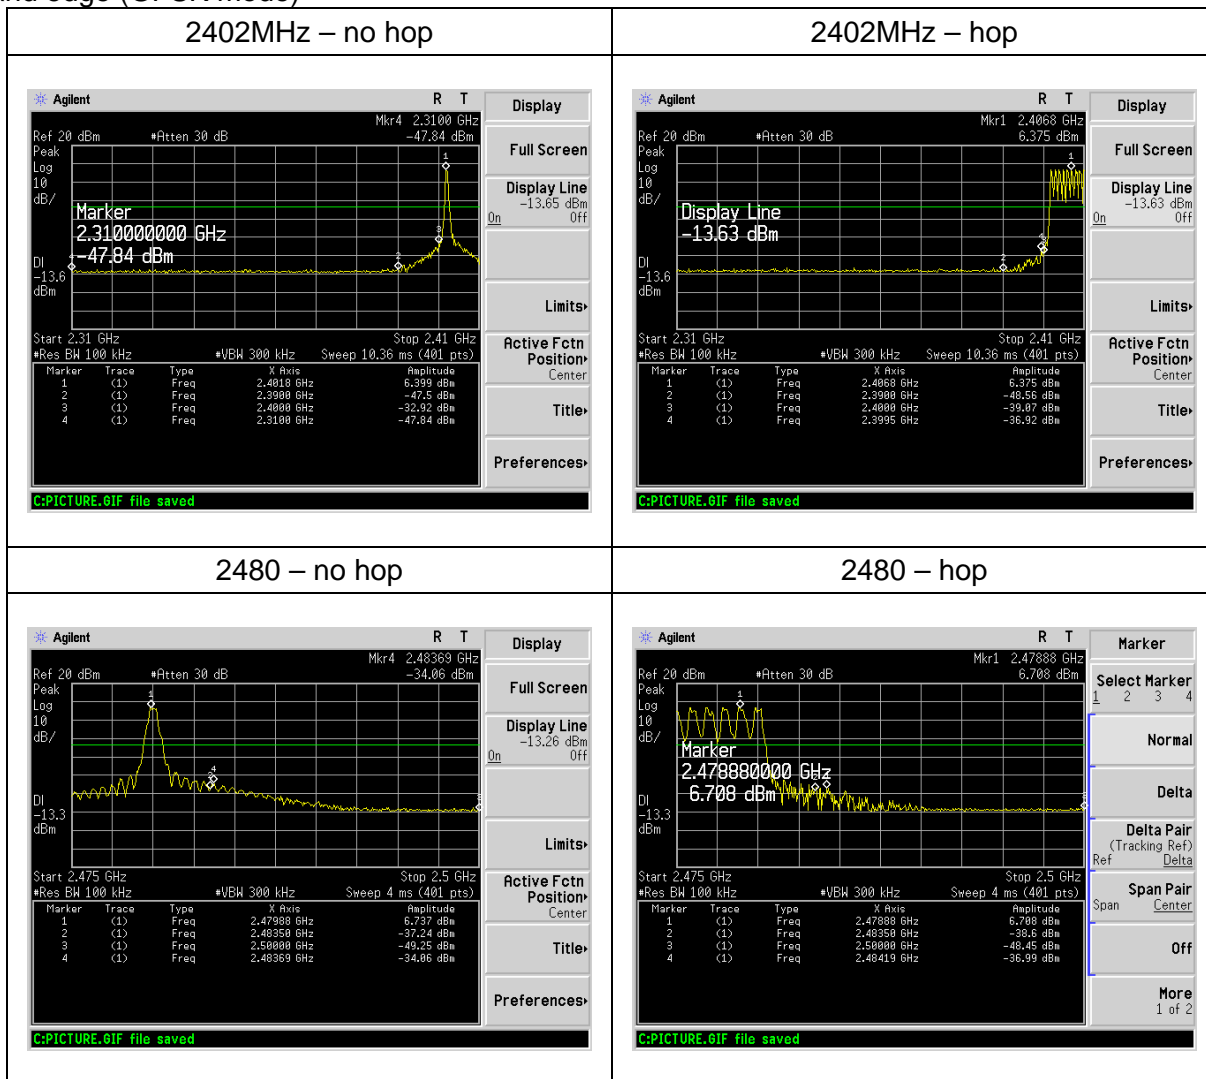 2402MHz – no hop
2402MHz – hop
Agilent R T
Mkr4 2.3100 GHz
Ref 20 dBm #Atten 30 dB -47.84 dBm
Peak
Log
10
dB/
Marker
2.310000000 GHz
-47.84 dBm
DI
-13.6
dBm
1
2
3
Start 2.31 GHz Stop 2.41 GHz
#Res BW 100 kHz #VBW 300 kHz Sweep 10.36 ms (401 pts)
Marker Trace Type X Axis Amplitude
1 (1) Freq 2.4018 GHz 6.399 dBm
2 (1) Freq 2.3900 GHz -47.5 dBm
3 (1) Freq 2.4000 GHz -32.92 dBm
4 (1) Freq 2.3100 GHz -47.84 dBm
C:PICTURE.GIF file saved
Display
Full Screen
Display Line
-13.65 dBm
On Off
Limits
Active Fctn
Position
Center
Title
Preferences
Agilent R T
Mkr1 2.4068 GHz
Ref 20 dBm #Atten 30 dB 6.375 dBm
Peak
Log
10
dB/
Display Line
-13.63 dBm
DI
-13.6
dBm
1
2
Start 2.31 GHz Stop 2.41 GHz
#Res BW 100 kHz #VBW 300 kHz Sweep 10.36 ms (401 pts)
Marker Trace Type X Axis Amplitude
1 (1) Freq 2.4068 GHz 6.375 dBm
2 (1) Freq 2.3900 GHz -48.56 dBm
3 (1) Freq 2.4000 GHz -39.07 dBm
4 (1) Freq 2.3995 GHz -36.92 dBm
C:PICTURE.GIF file saved
Display
Full Screen
Display Line
-13.63 dBm
On Off
Limits
Active Fctn
Position
Center
Title
Preferences
2480 – no hop
2480 – hop
Agilent R T
Mkr4 2.48369 GHz
Ref 20 dBm #Atten 30 dB -34.06 dBm
Peak
Log
10
dB/
DI
-13.3
dBm
1
4
Start 2.475 GHz Stop 2.5 GHz
#Res BW 100 kHz #VBW 300 kHz Sweep 4 ms (401 pts)
Marker Trace Type X Axis Amplitude
1 (1) Freq 2.47988 GHz 6.737 dBm
2 (1) Freq 2.48350 GHz -37.24 dBm
3 (1) Freq 2.50000 GHz -49.25 dBm
4 (1) Freq 2.48369 GHz -34.06 dBm
C:PICTURE.GIF file saved
Display
Full Screen
Display Line
-13.26 dBm
On Off
Limits
Active Fctn
Position
Center
Title
Preferences
Agilent R T
Mkr1 2.47888 GHz
Ref 20 dBm #Atten 30 dB 6.708 dBm
Peak
Log
10
dB/
Marker
2.478880000 GHz
6.708 dBm
DI
-13.3
dBm
1
Start 2.475 GHz Stop 2.5 GHz
#Res BW 100 kHz #VBW 300 kHz Sweep 4 ms (401 pts)
Marker Trace Type X Axis Amplitude
1 (1) Freq 2.47888 GHz 6.708 dBm
2 (1) Freq 2.48350 GHz -38.6 dBm
3 (1) Freq 2.50000 GHz -48.45 dBm
4 (1) Freq 2.48419 GHz -36.99 dBm
C:PICTURE.GIF file saved
Marker
Select Marker
1 2 3 4
Normal
Delta
Delta Pair
(Tracking Ref)
Ref Delta
Span Pair
Span Center
Off
More
1 of 2